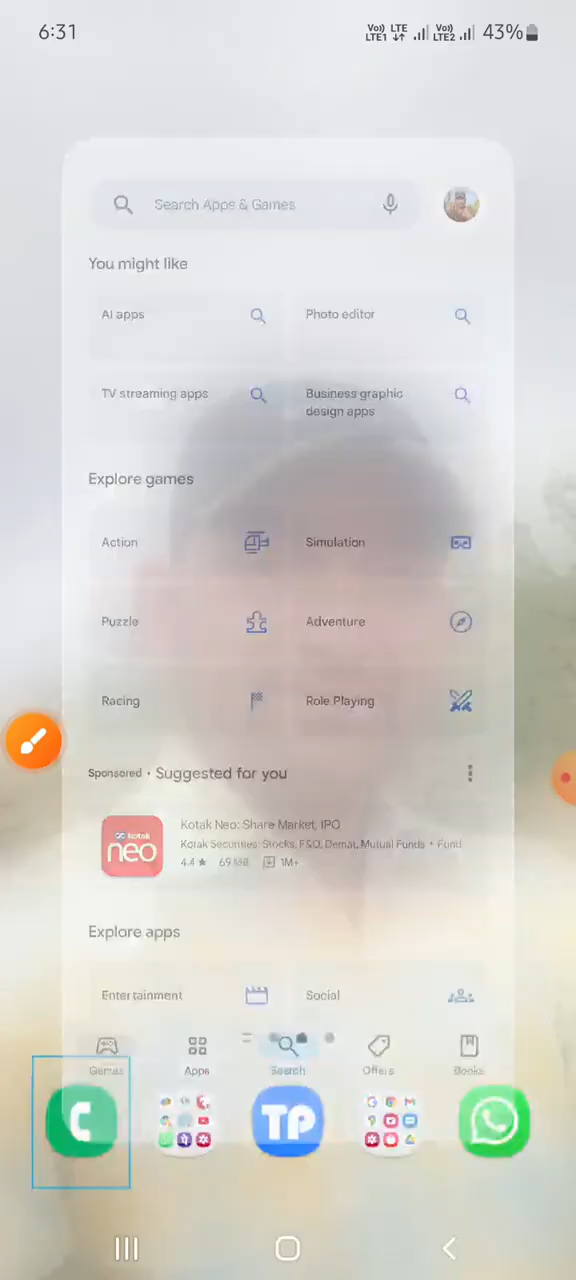 6:31
Vo)) LTE1 LTE Vo)) LTE2 43%
Search Apps & Games
You might like
AI apps
Photo editor
TV streaming apps
Business graphic
design apps
Explore games
Action
Simulation
Puzzle
Adventure
Racing
Role Playing
Sponsored • Suggested for you
kotak
neo
Kotak Neo: Share Market, IPO
Kotak Securities: Stocks, F&O, Demat, Mutual Funds • Fund
4.4 ★ 69 MB 1M+
Explore apps
Entertainment
Social
Games
Apps
Search
Offers
Books
TP